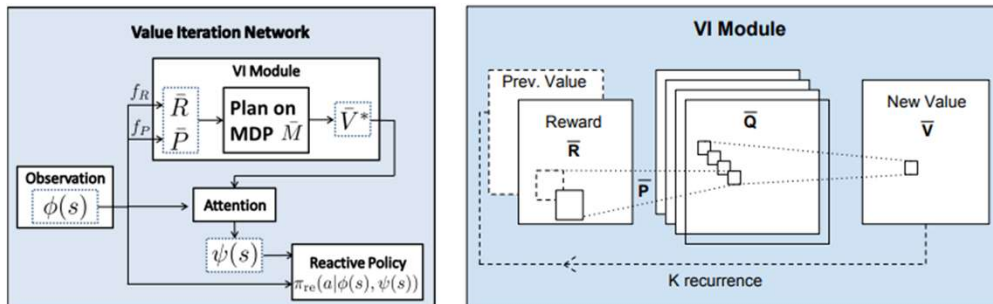 Value Iteration Network
VI Module
f_R
R̄
f_P
P̄
Plan on
MDP M̄
V̄*
Observation
ϕ(s)
Attention
ψ(s)
Reactive Policy
π_re(a|ϕ(s), ψ(s))
VI Module
Prev. Value
Reward
R̄
P̄
Q̄
New Value
V̄
K recurrence